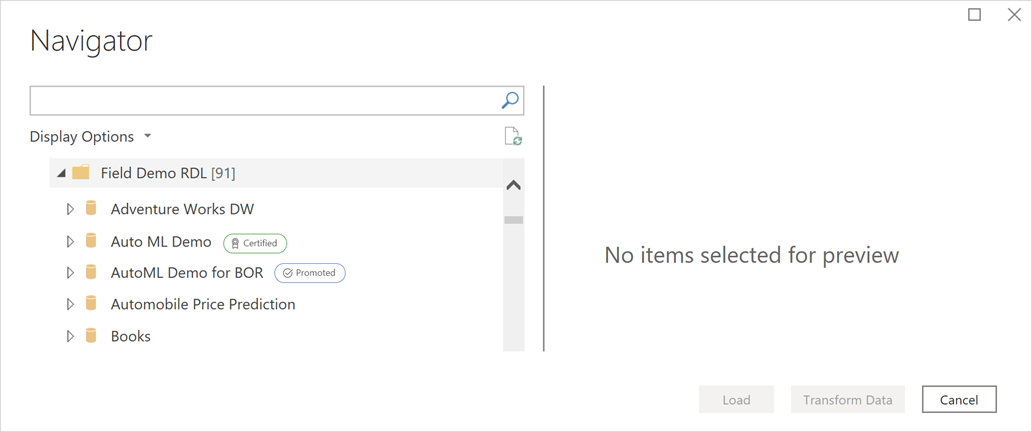 Navigator
Display Options
Field Demo RDL [91]
Adventure Works DW
Auto ML Demo Certified
AutoML Demo for BOR Promoted
Automobile Price Prediction
Books
No items selected for preview
Load Transform Data Cancel